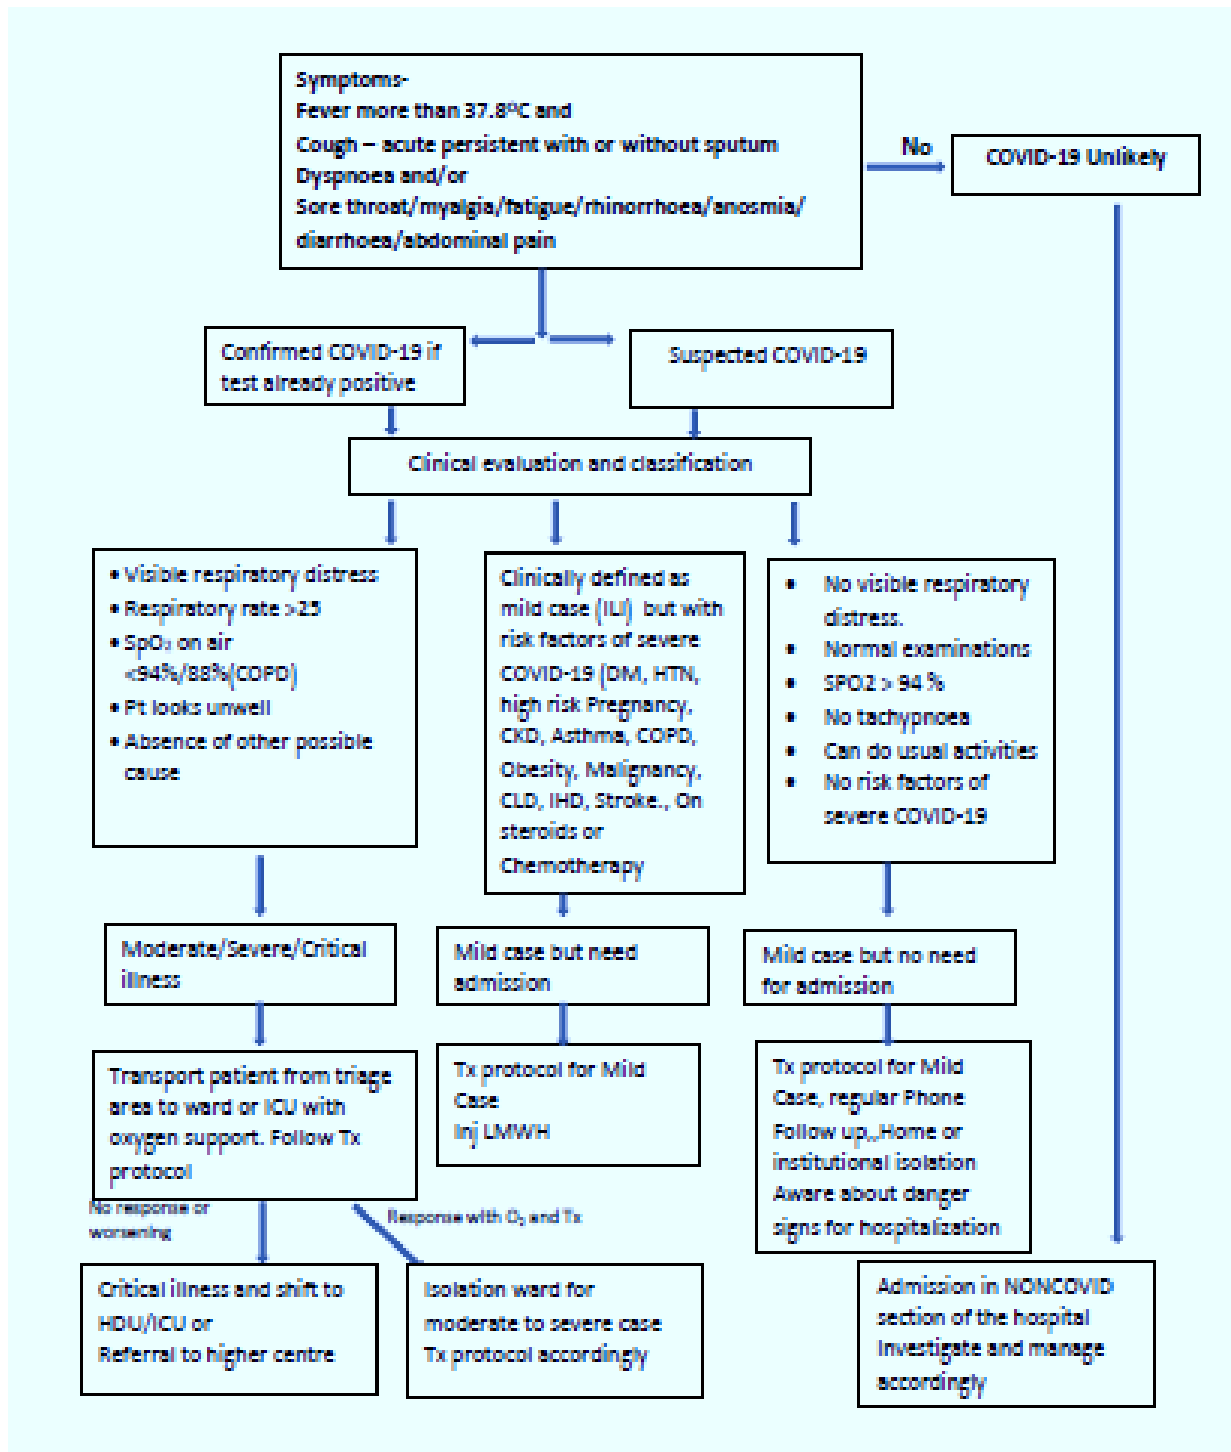 Symptoms-
Fever more than 37.8⁰C and
Cough – acute persistent with or without sputum
Dyspnoea and/or
Sore throat/myalgia/fatigue/rhinorrhoea/anosmia/
diarrhoea/abdominal pain
No
COVID-19 Unlikely
Confirmed COVID-19 if
test already positive
Suspected COVID-19
Clinical evaluation and classification
• Visible respiratory distress
• Respiratory rate >25
• SpO₂ on air
<94%/88%(COPD)
• Pt looks unwell
• Absence of other possible
cause
Clinically defined as
mild case (ILI) but with
risk factors of severe
COVID-19 (DM, HTN,
high risk Pregnancy,
CKD, Asthma, COPD,
Obesity, Malignancy,
CLD, IHD, Stroke., On
steroids or
Chemotherapy
• No visible respiratory
distress.
• Normal examinations
• SPO2 > 94 %
• No tachypnoea
• Can do usual activities
• No risk factors of
severe COVID-19
Moderate/Severe/Critical
illness
Mild case but need
admission
Mild case but no need
for admission
Transport patient from triage
area to ward or ICU with
oxygen support. Follow Tx
protocol
Tx protocol for Mild
Case
Inj LMWH
Tx protocol for Mild
Case, regular Phone
Follow up,.Home or
institutional isolation
Aware about danger
signs for hospitalization
No response or
worsening
Response with O₂ and Tx
Critical illness and shift to
HDU/ICU or
Referral to higher centre
Isolation ward for
moderate to severe case
Tx protocol accordingly
Admission in NONCOVID
section of the hospital
Investigate and manage
accordingly